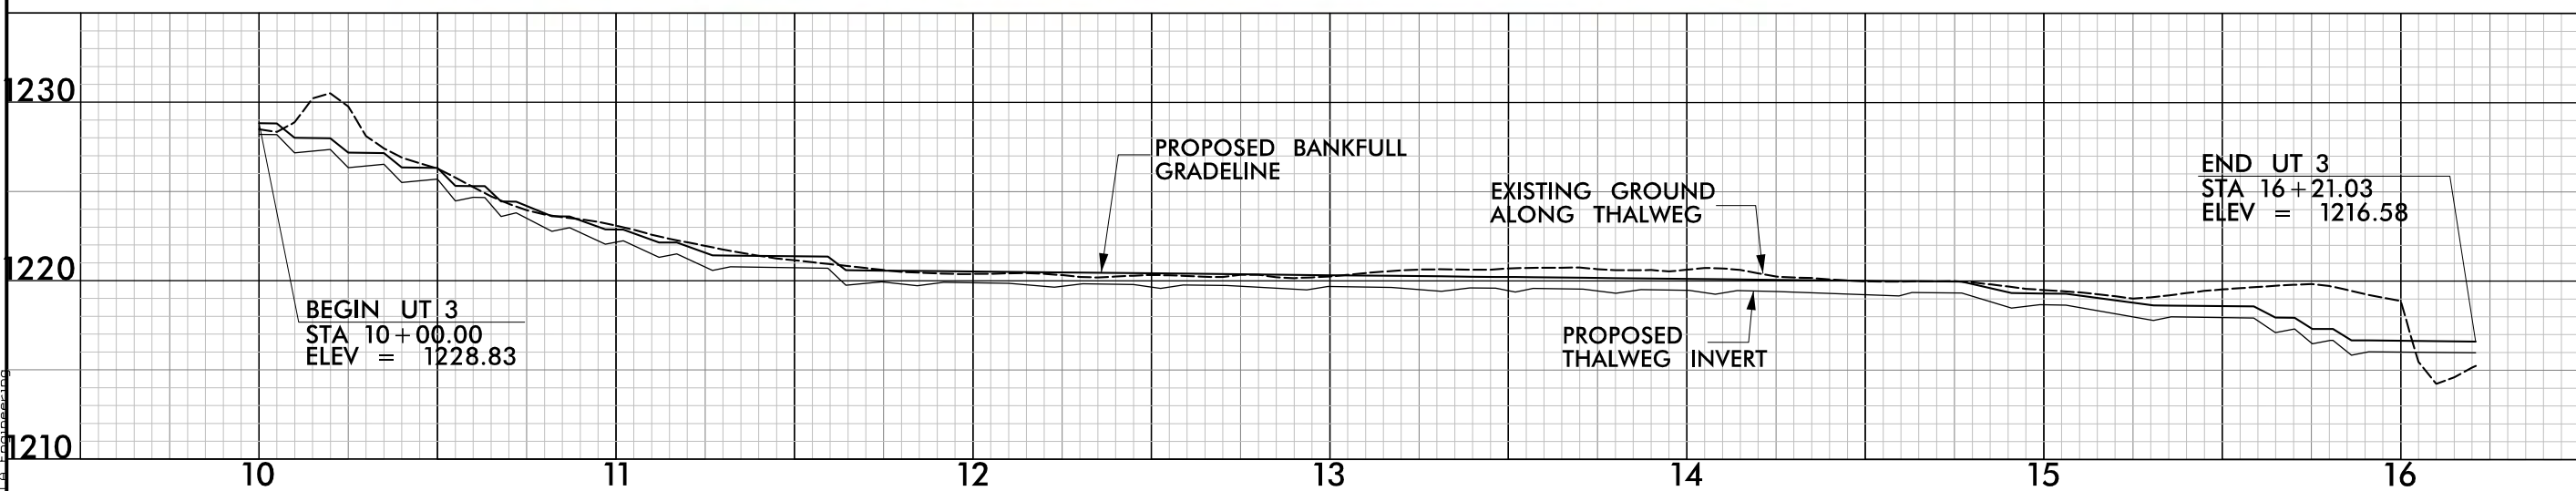 1230
1220
1210
BEGIN UT 3
STA 10+00.00
ELEV = 1228.83
PROPOSED BANKFULL
GRADELINE
EXISTING GROUND
ALONG THALWEG
PROPOSED
THALWEG INVERT
END UT 3
STA 16+21.03
ELEV = 1216.58
10 11 12 13 14 15 16
Engineering